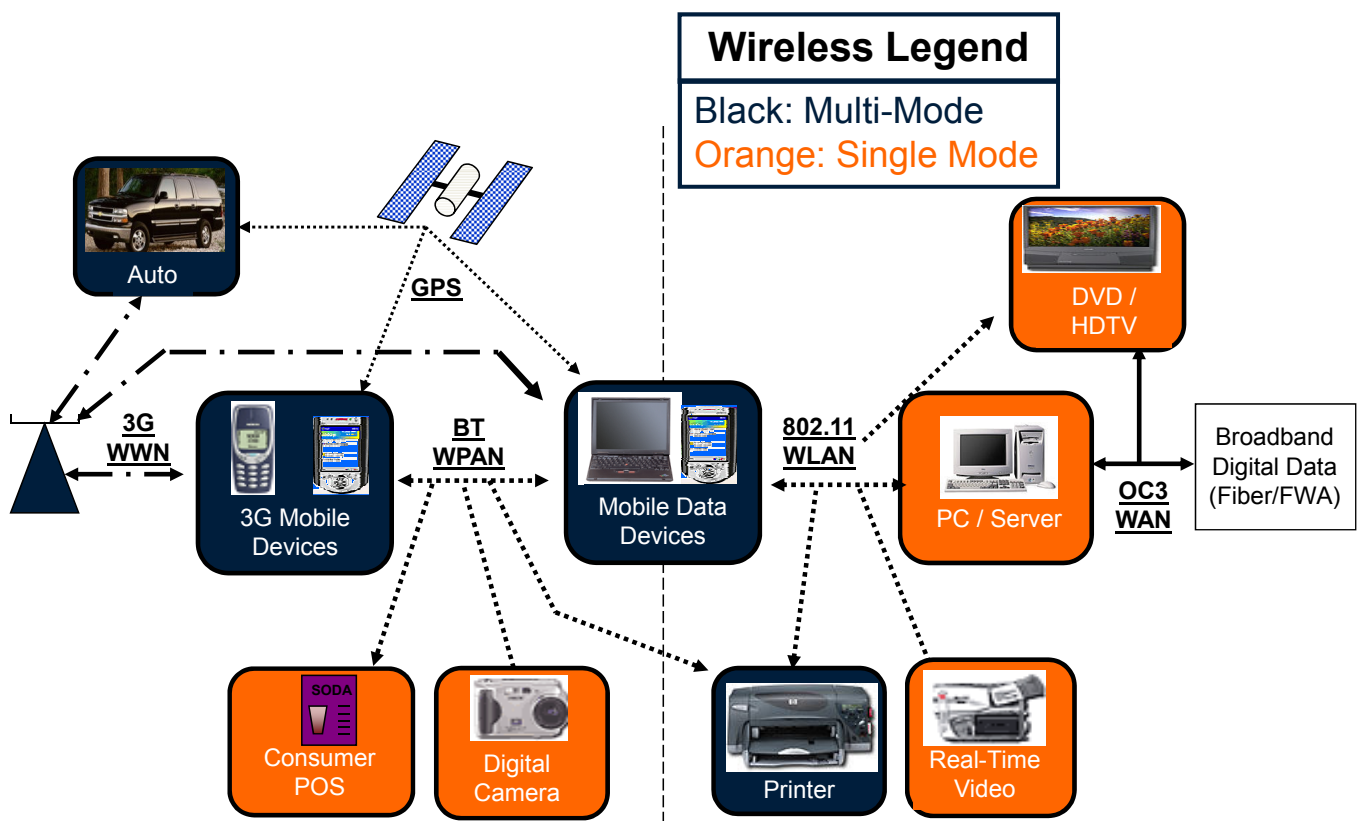 Wireless Legend
Black: Multi-Mode
Orange: Single Mode
Auto
GPS
DVD /
HDTV
3G
WWN
BT
WPAN
802.11
WLAN
3G Mobile
Devices
Mobile Data
Devices
PC / Server
OC3
WAN
Broadband
Digital Data
(Fiber/FWA)
SODA
Consumer
POS
Digital
Camera
Printer
Real-Time
Video